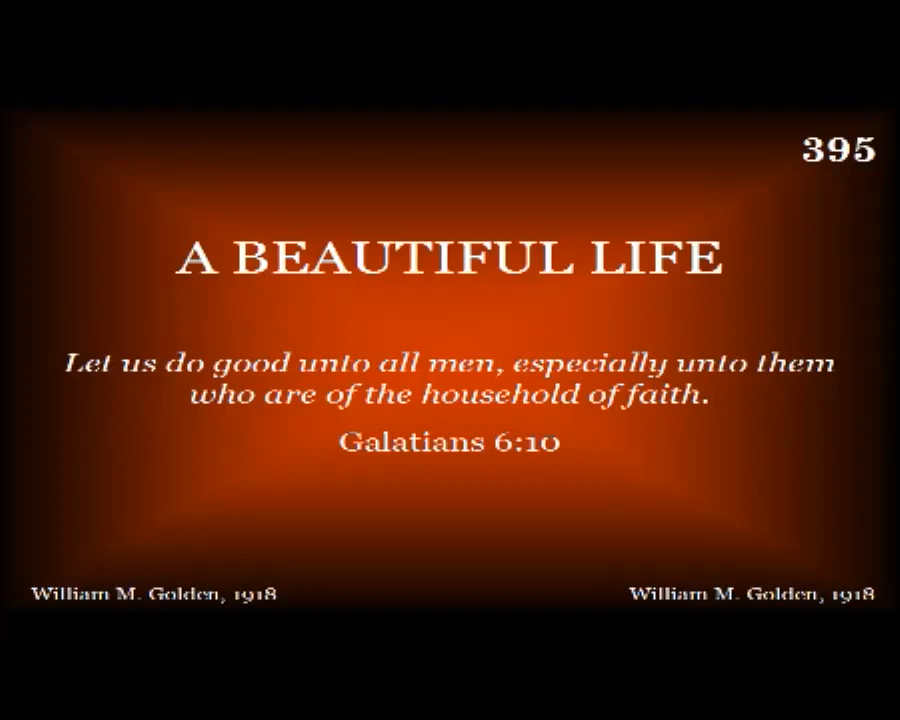 395
A BEAUTIFUL LIFE
Let us do good unto all men, especially unto them
who are of the household of faith.
Galatians 6:10
William M. Golden, 1918
William M. Golden, 1918